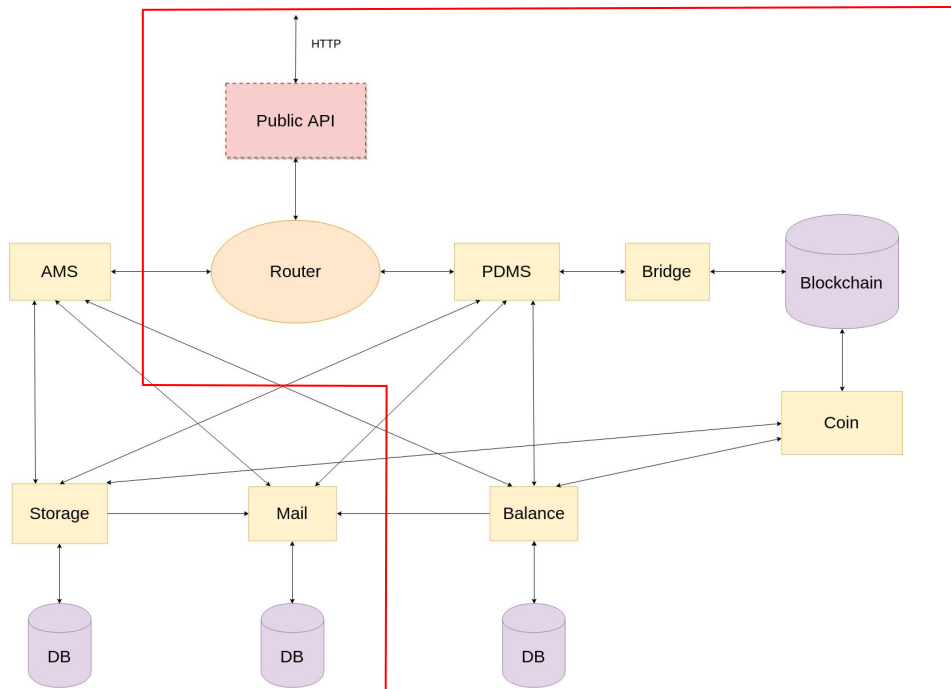 HTTP
Public API
AMS
Router
PDMS
Bridge
Blockchain
Coin
Storage
Mail
Balance
DB
DB
DB